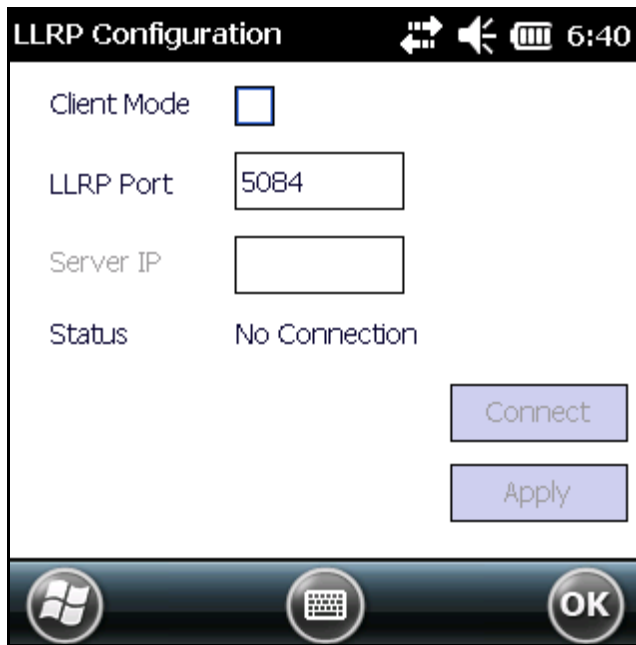 LLRP Configuration 6:40
Client Mode
LLRP Port 5084
Server IP
Status No Connection
Connect
Apply
OK